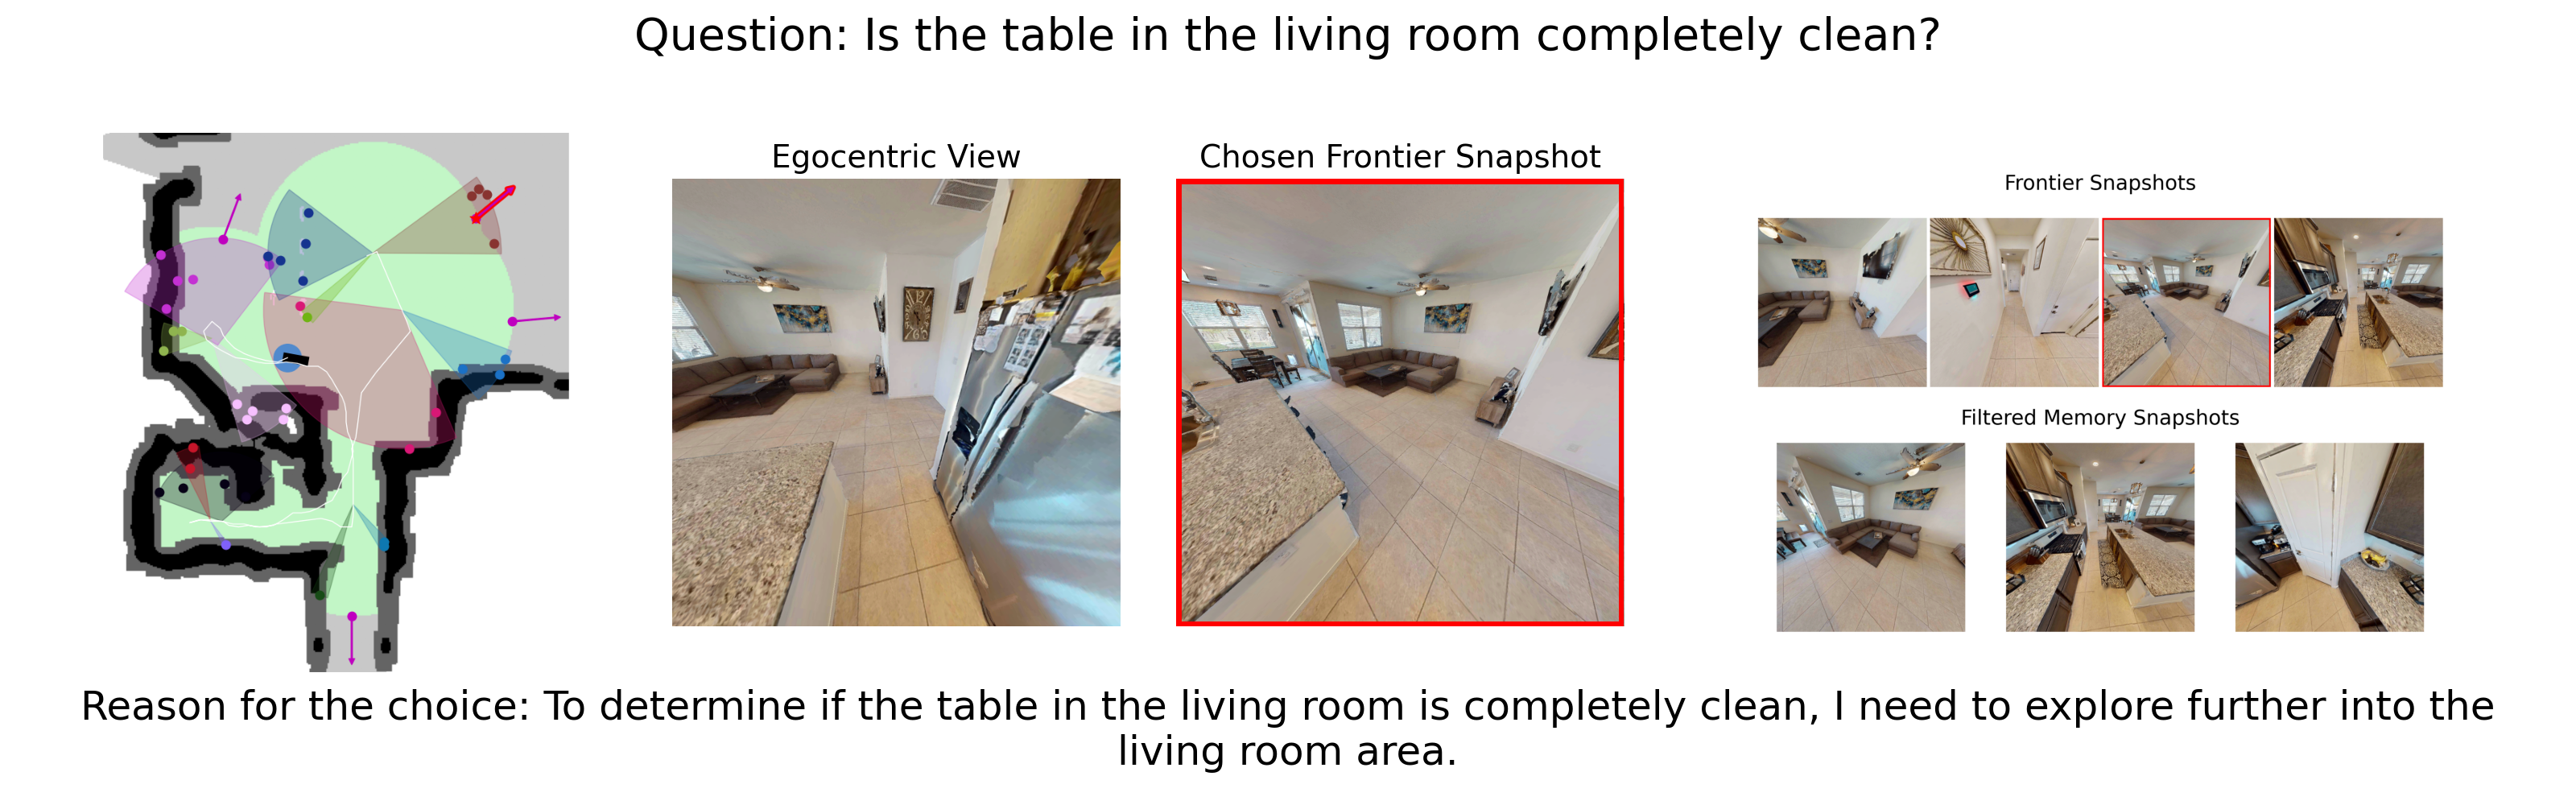 Question: Is the table in the living room completely clean?
Egocentric View
Chosen Frontier Snapshot
Frontier Snapshots
Filtered Memory Snapshots
Reason for the choice: To determine if the table in the living room is completely clean, I need to explore further into the
living room area.